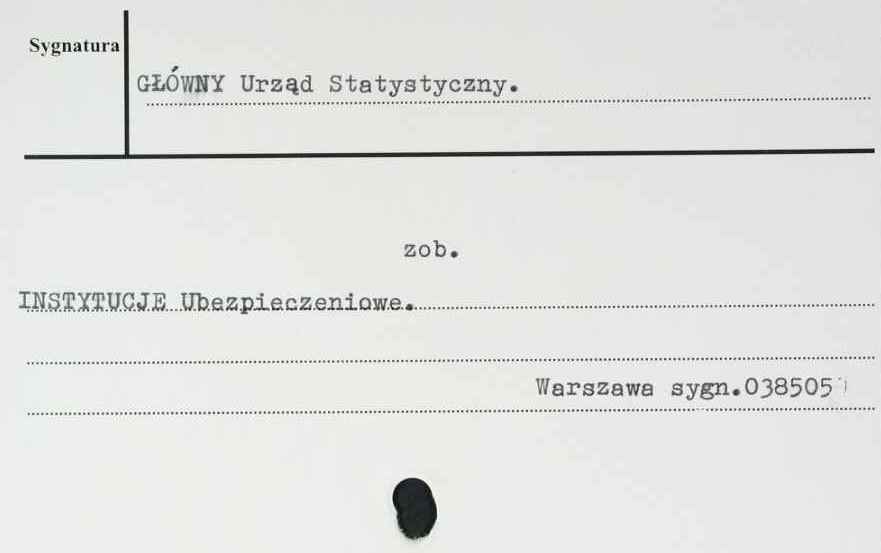 Sygnatura
GŁÓWNY Urząd Statystyczny.
zob.
INSTYTUCJE Ubezpieczeniowe.
Warszawa sygn.038505